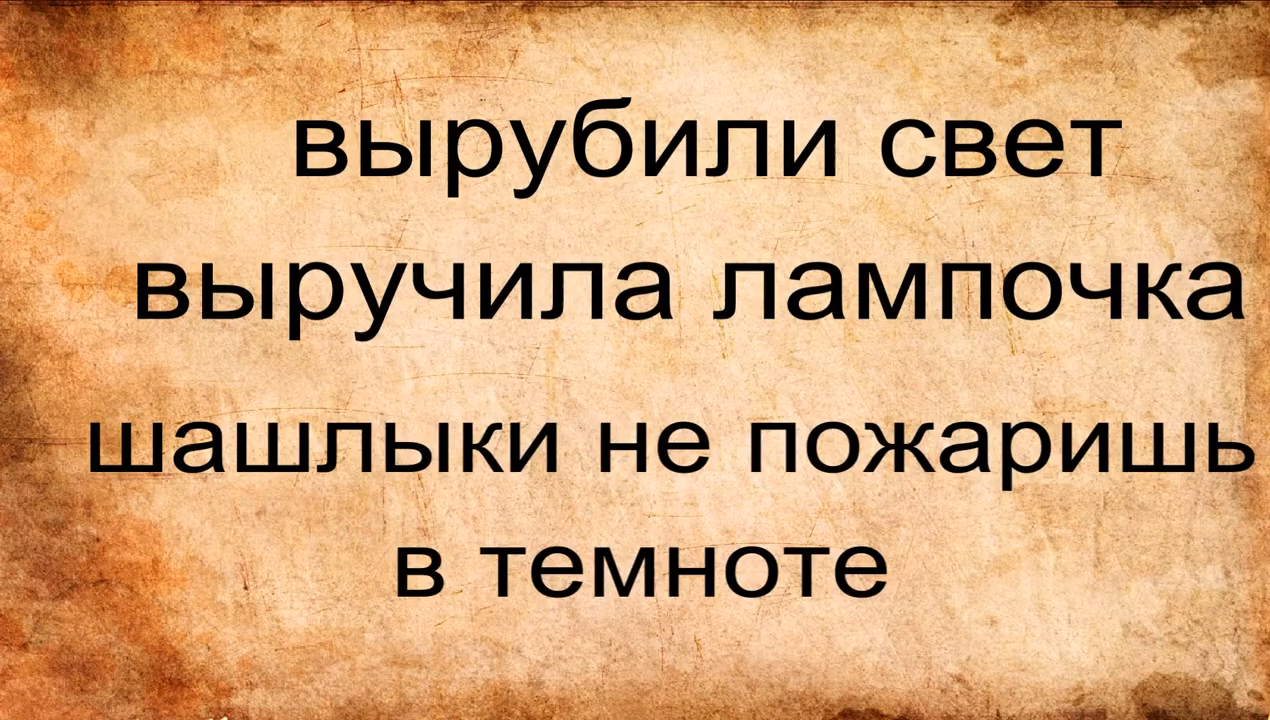 вырубили свет
выручила лампочка
шашлыки не пожаришь
в темноте